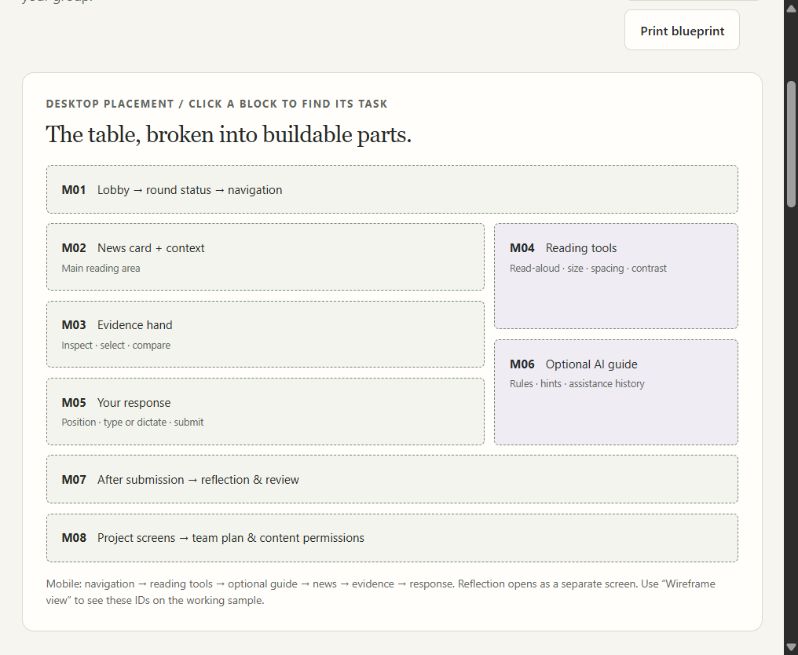 your group.
Print blueprint
DESKTOP PLACEMENT / CLICK A BLOCK TO FIND ITS TASK
The table, broken into buildable parts.
M01 Lobby → round status → navigation
M02 News card + context
Main reading area
M04 Reading tools
Read-aloud · size · spacing · contrast
M03 Evidence hand
Inspect · select · compare
M06 Optional AI guide
Rules · hints · assistance history
M05 Your response
Position · type or dictate · submit
M07 After submission → reflection & review
M08 Project screens → team plan & content permissions
Mobile: navigation → reading tools → optional guide → news → evidence → response. Reflection opens as a separate screen. Use “Wireframe
view” to see these IDs on the working sample.